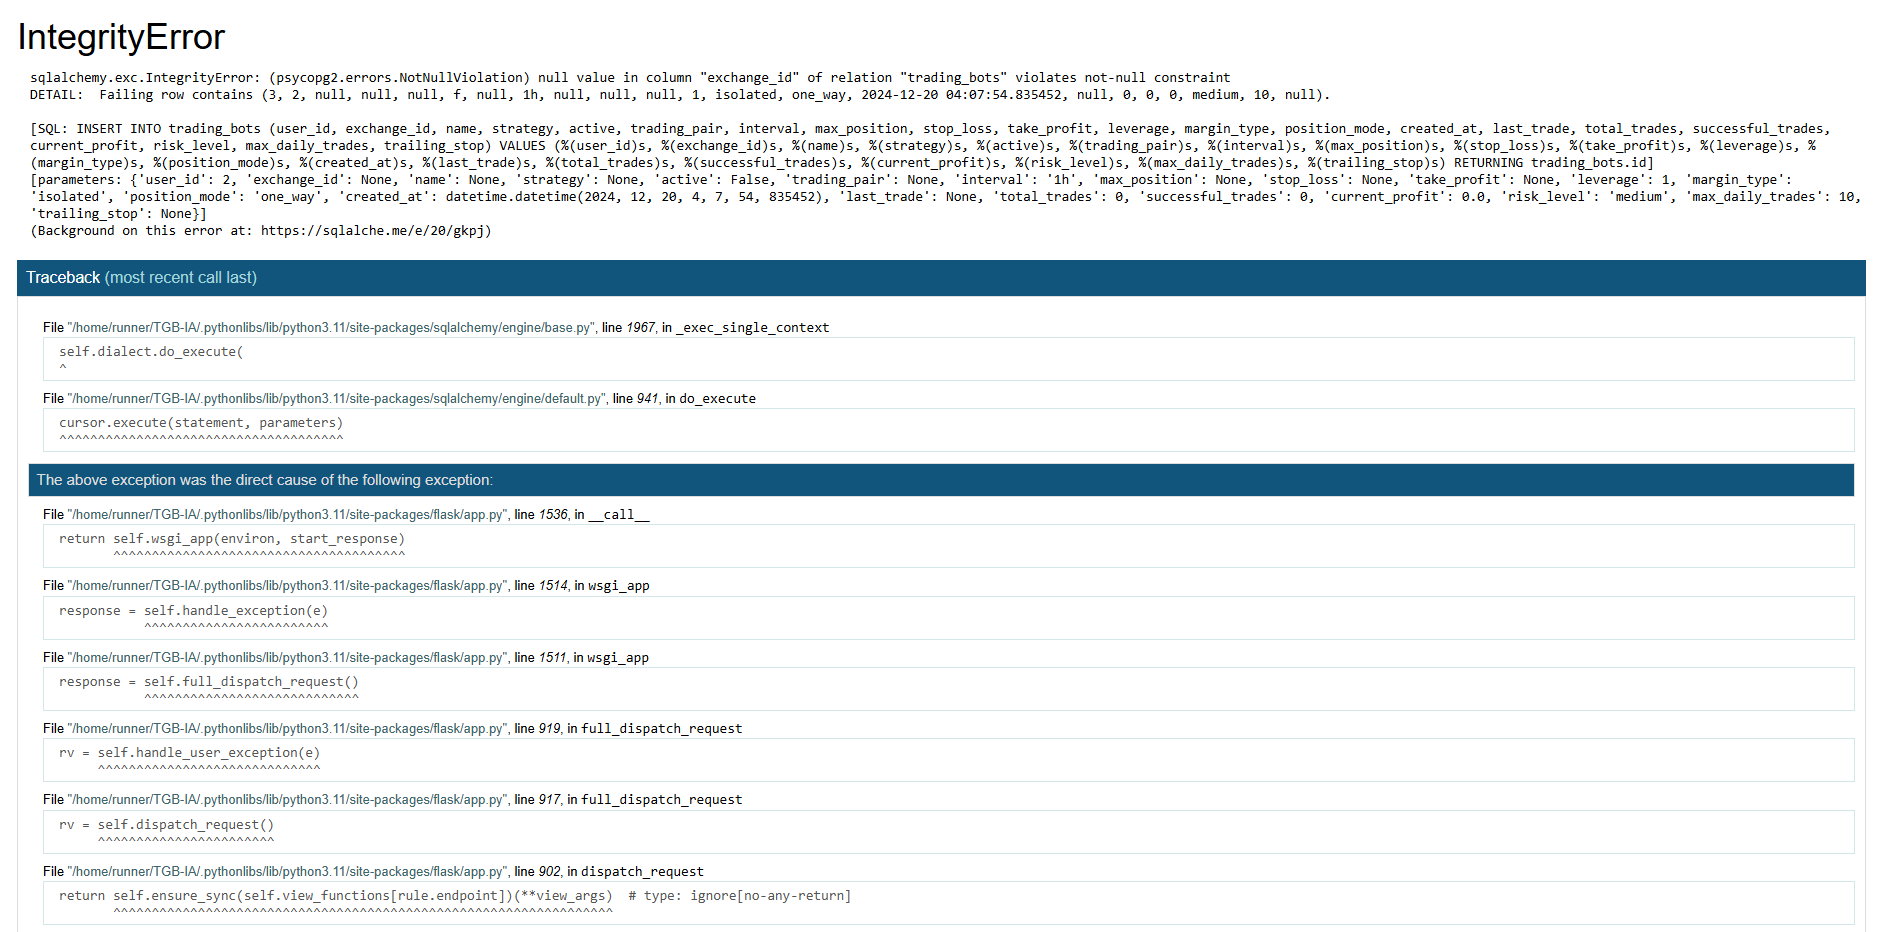 IntegrityError
sqlalchemy.exc.IntegrityError: (psycopg2.errors.NotNullViolation) null value in column "exchange_id" of relation "trading_bots" violates not-null constraint
DETAIL:  Failing row contains (3, 2, null, null, null, f, null, 1h, null, null, null, 1, isolated, one_way, 2024-12-20 04:07:54.835452, null, 0, 0, 0, medium, 10, null).
[SQL: INSERT INTO trading_bots (user_id, exchange_id, name, strategy, active, trading_pair, interval, max_position, stop_loss, take_profit, leverage, margin_type, position_mode, created_at, last_trade, total_trades, successful_trades,
current_profit, risk_level, max_daily_trades, trailing_stop) VALUES (%(user_id)s, %(exchange_id)s, %(name)s, %(strategy)s, %(active)s, %(trading_pair)s, %(interval)s, %(max_position)s, %(stop_loss)s, %(take_profit)s, %(leverage)s, %
(margin_type)s, %(position_mode)s, %(created_at)s, %(last_trade)s, %(total_trades)s, %(successful_trades)s, %(current_profit)s, %(risk_level)s, %(max_daily_trades)s, %(trailing_stop)s) RETURNING trading_bots.id]
[parameters: {'user_id': 2, 'exchange_id': None, 'name': None, 'strategy': None, 'active': False, 'trading_pair': None, 'interval': '1h', 'max_position': None, 'stop_loss': None, 'take_profit': None, 'leverage': 1, 'margin_type':
'isolated', 'position_mode': 'one_way', 'created_at': datetime.datetime(2024, 12, 20, 4, 7, 54, 835452), 'last_trade': None, 'total_trades': 0, 'successful_trades': 0, 'current_profit': 0.0, 'risk_level': 'medium', 'max_daily_trades': 10,
'trailing_stop': None}]
(Background on this error at: https://sqlalche.me/e/20/gkpj)
Traceback (most recent call last)
File "/home/runner/TGB-IA/.pythonlibs/lib/python3.11/site-packages/sqlalchemy/engine/base.py", line 1967, in _exec_single_context
self.dialect.do_execute(
^
File "/home/runner/TGB-IA/.pythonlibs/lib/python3.11/site-packages/sqlalchemy/engine/default.py", line 941, in do_execute
cursor.execute(statement, parameters)
^^^^^^^^^^^^^^^^^^^^^^^^^^^^^^^^^^^^^
The above exception was the direct cause of the following exception:
File "/home/runner/TGB-IA/.pythonlibs/lib/python3.11/site-packages/flask/app.py", line 1536, in __call__
return self.wsgi_app(environ, start_response)
^^^^^^^^^^^^^^^^^^^^^^^^^^^^^^^^^^^^^^
File "/home/runner/TGB-IA/.pythonlibs/lib/python3.11/site-packages/flask/app.py", line 1514, in wsgi_app
response = self.handle_exception(e)
^^^^^^^^^^^^^^^^^^^^^^^^
File "/home/runner/TGB-IA/.pythonlibs/lib/python3.11/site-packages/flask/app.py", line 1511, in wsgi_app
response = self.full_dispatch_request()
^^^^^^^^^^^^^^^^^^^^^^^^^^^^
File "/home/runner/TGB-IA/.pythonlibs/lib/python3.11/site-packages/flask/app.py", line 919, in full_dispatch_request
rv = self.handle_user_exception(e)
^^^^^^^^^^^^^^^^^^^^^^^^^^^^^
File "/home/runner/TGB-IA/.pythonlibs/lib/python3.11/site-packages/flask/app.py", line 917, in full_dispatch_request
rv = self.dispatch_request()
^^^^^^^^^^^^^^^^^^^^^^^
File "/home/runner/TGB-IA/.pythonlibs/lib/python3.11/site-packages/flask/app.py", line 902, in dispatch_request
return self.ensure_sync(self.view_functions[rule.endpoint])(**view_args)  # type: ignore[no-any-return]
^^^^^^^^^^^^^^^^^^^^^^^^^^^^^^^^^^^^^^^^^^^^^^^^^^^^^^^^^^^^^^^^^